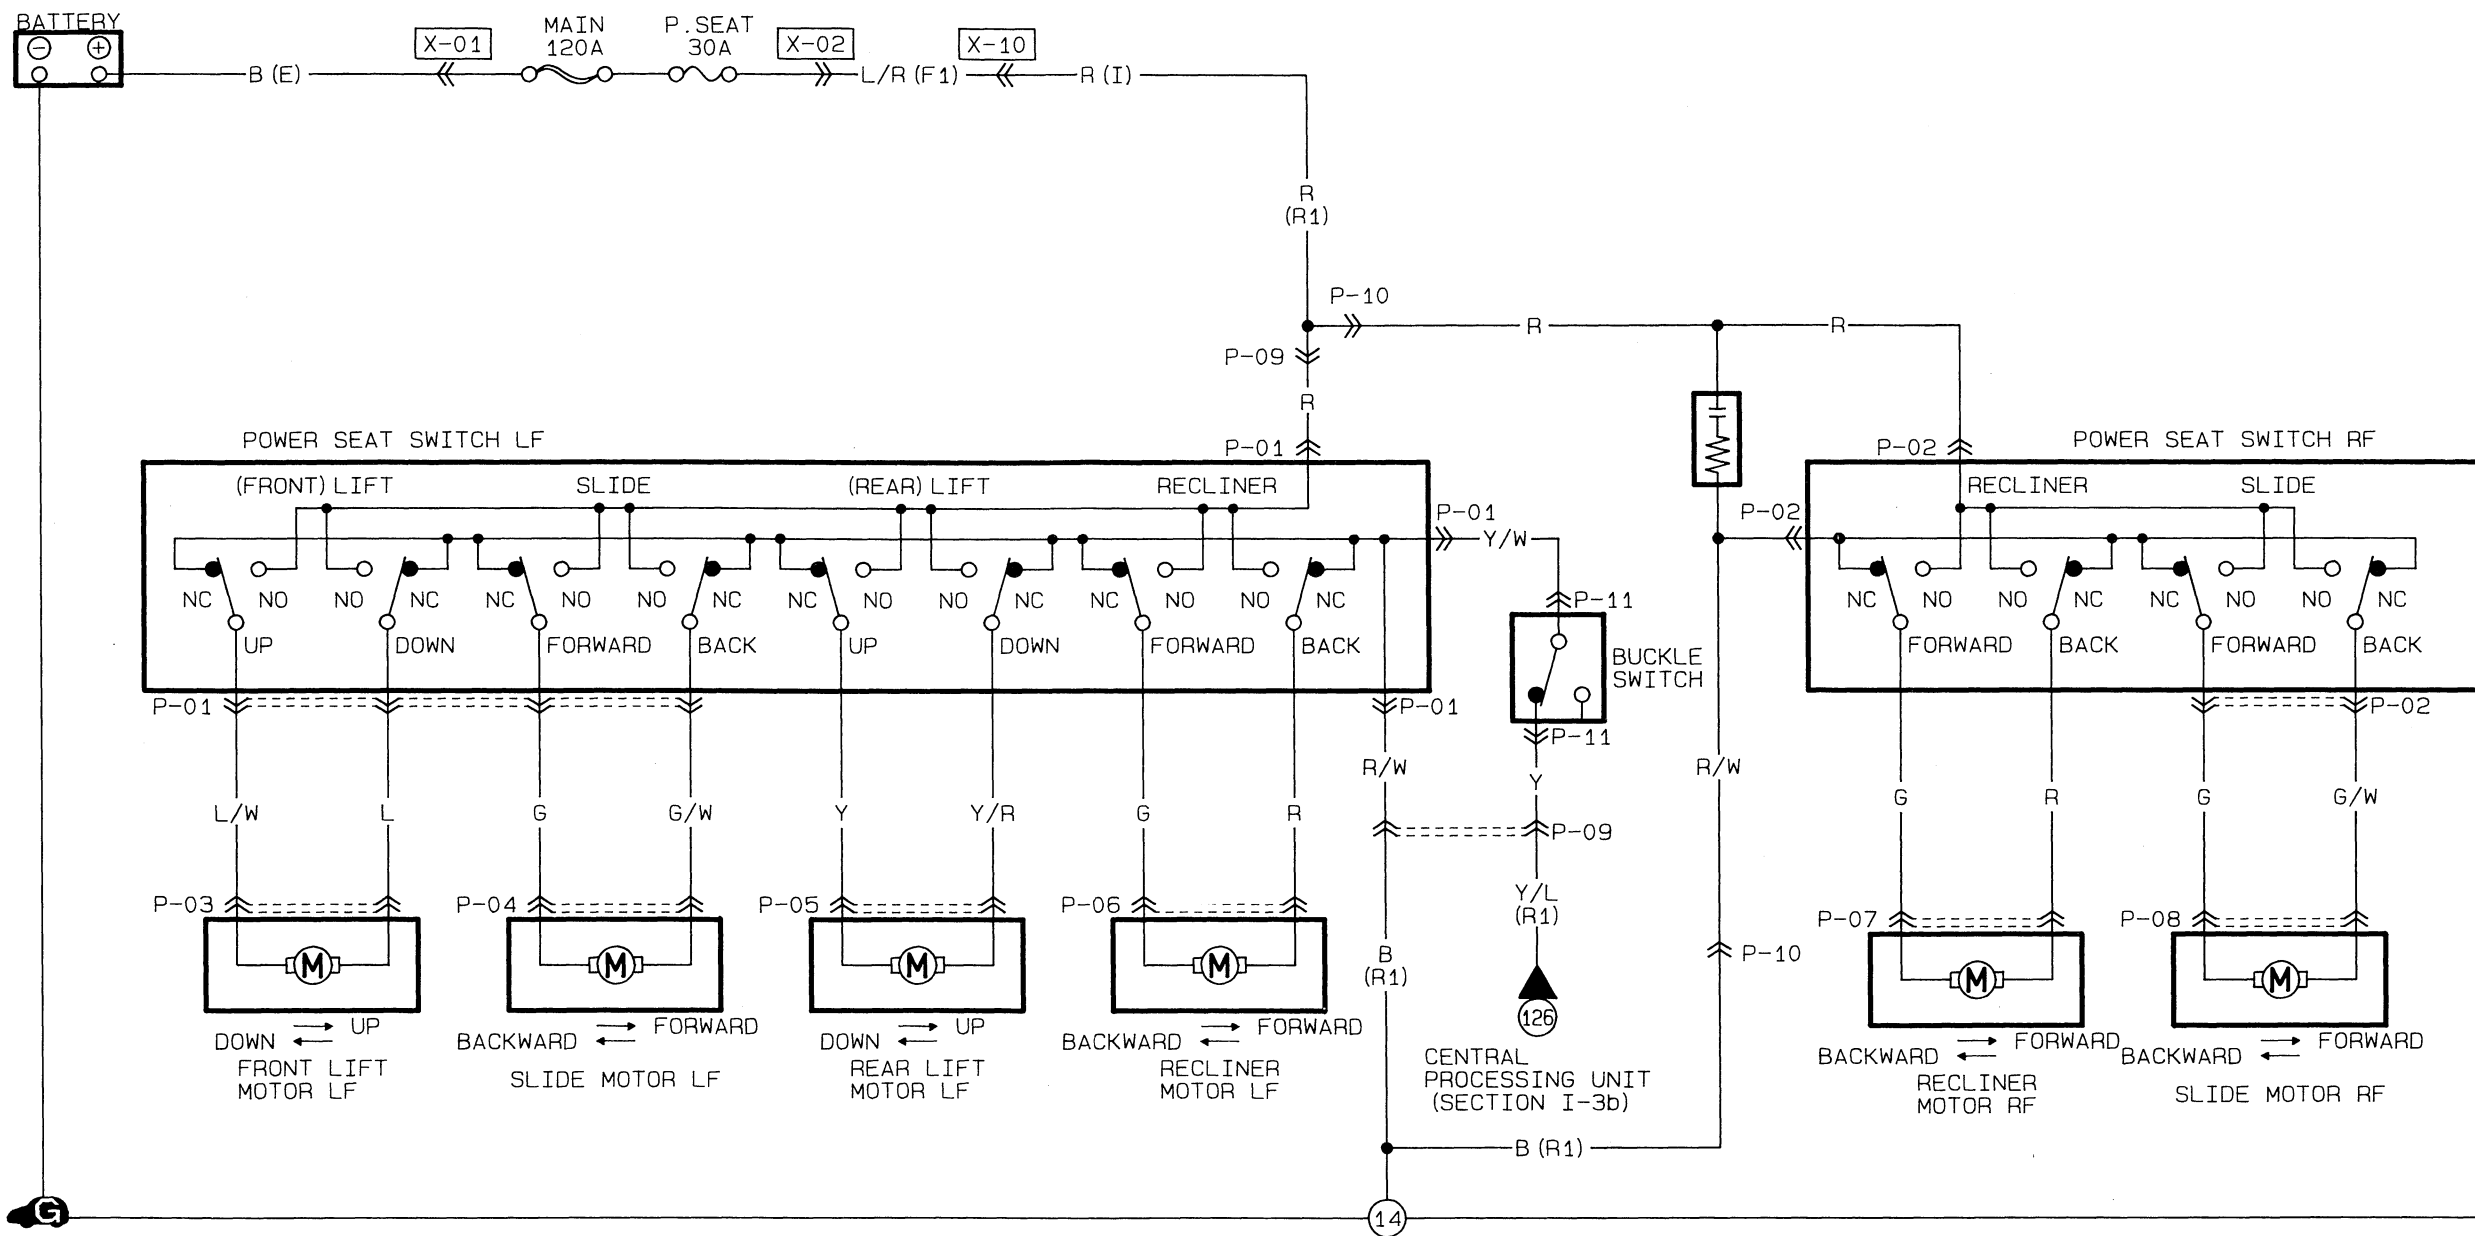 BATTERY
− +
X-01
MAIN
120A
P.SEAT
30A
X-02
X-10
B(E)
L/R(F1)
R(I)
R
(R1)
P-10
R
R
P-09
R
POWER SEAT SWITCH LF
P-01
P-02
POWER SEAT SWITCH RF
(FRONT)LIFT
SLIDE
(REAR)LIFT
RECLINER
RECLINER
SLIDE
P-01
Y/W
P-02
NC NO NO NC NC NO NO NC NC NO NO NC NC NO NO NC
P-11
NC NO NO NC NC NO NO NC
UP DOWN FORWARD BACK UP DOWN FORWARD BACK
FORWARD BACK FORWARD BACK
BUCKLE
SWITCH
P-01
P-01
P-11
P-02
R/W
Y
R/W
L/W L G G/W Y Y/R G R
G R G G/W
P-09
Y/L
(R1)
P-03 P-04 P-05 P-06
P-07 P-08
B
(R1)
P-10
M M M M
M M
126
DOWN UP
FRONT LIFT
MOTOR LF
BACKWARD FORWARD
SLIDE MOTOR LF
DOWN UP
REAR LIFT
MOTOR LF
BACKWARD FORWARD
RECLINER
MOTOR LF
CENTRAL
PROCESSING UNIT
(SECTION I-3b)
BACKWARD FORWARD
RECLINER
MOTOR RF
BACKWARD FORWARD
SLIDE MOTOR RF
B(R1)
G
14